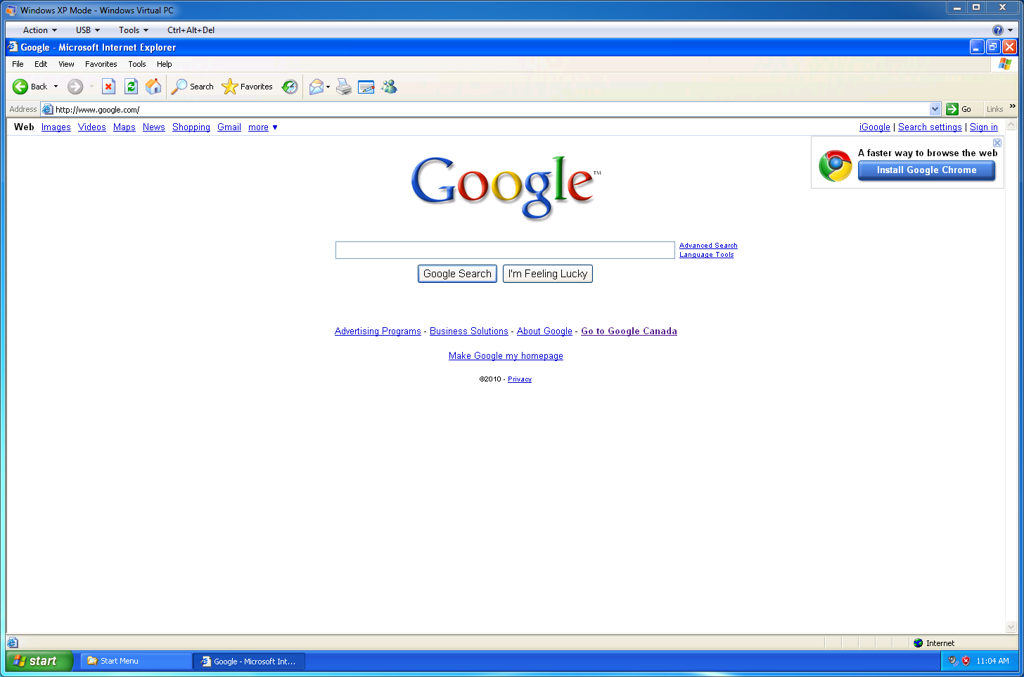 Windows XP Mode - Windows Virtual PC
Action USB Tools Ctrl+Alt+Del
Google - Microsoft Internet Explorer
File Edit View Favorites Tools Help
Back Search Favorites
Address http://www.google.com/ Go Links »
Web Images Videos Maps News Shopping Gmail more ▼ iGoogle | Search settings | Sign in
A faster way to browse the web
Install Google Chrome
Google™
Advanced Search
Language Tools
Google Search I'm Feeling Lucky
Advertising Programs - Business Solutions - About Google - Go to Google Canada
Make Google my homepage
©2010 - Privacy
Internet
start Start Menu Google - Microsoft Int... 11:04 AM